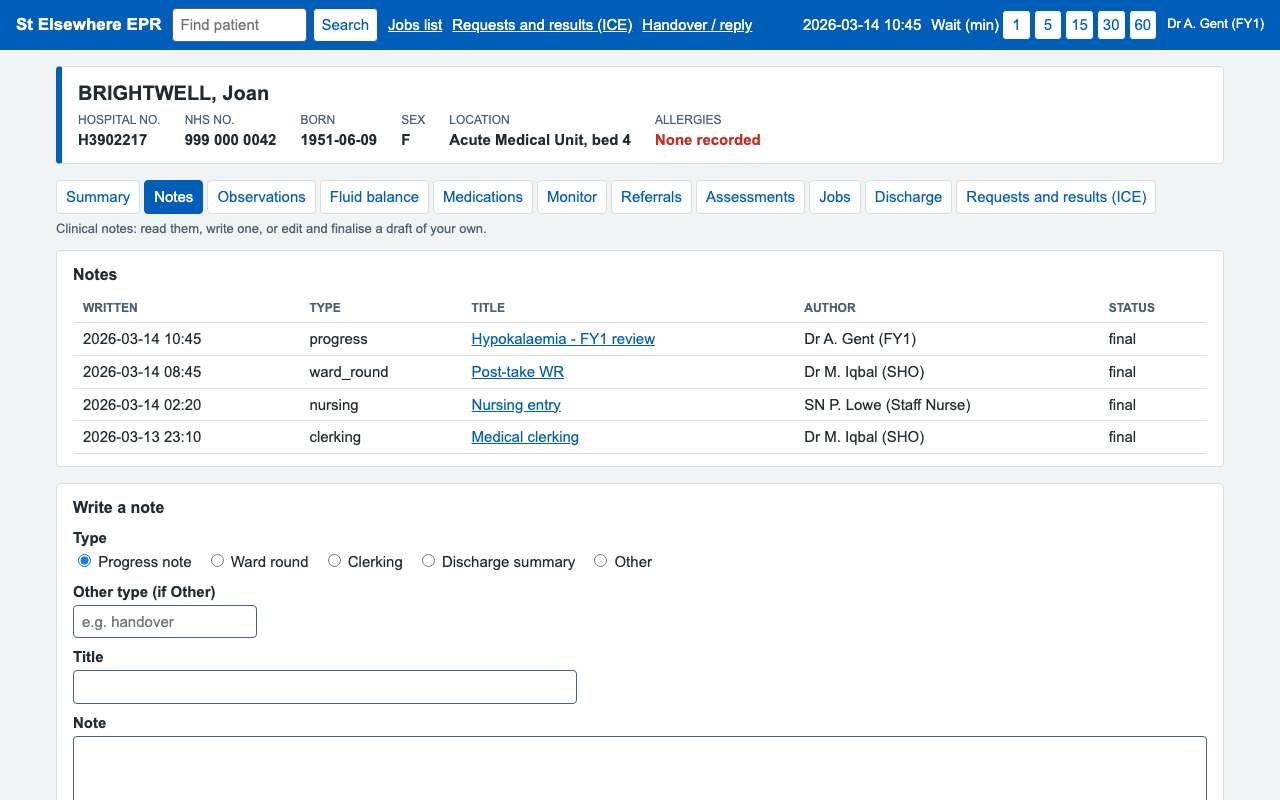 St Elsewhere EPR Find patient Search Jobs list Requests and results (ICE) Handover / reply 2026-03-14 10:45 Wait (min) 1 5 15 30 60 Dr A. Gent (FY1)
BRIGHTWELL, Joan
HOSPITAL NO. NHS NO. BORN SEX LOCATION ALLERGIES
H3902217 999 000 0042 1951-06-09 F Acute Medical Unit, bed 4 None recorded
Summary Notes Observations Fluid balance Medications Monitor Referrals Assessments Jobs Discharge Requests and results (ICE)
Clinical notes: read them, write one, or edit and finalise a draft of your own.
Notes
WRITTEN TYPE TITLE AUTHOR STATUS
2026-03-14 10:45 progress Hypokalaemia - FY1 review Dr A. Gent (FY1) final
2026-03-14 08:45 ward_round Post-take WR Dr M. Iqbal (SHO) final
2026-03-14 02:20 nursing Nursing entry SN P. Lowe (Staff Nurse) final
2026-03-13 23:10 clerking Medical clerking Dr M. Iqbal (SHO) final
Write a note
Type
Progress note Ward round Clerking Discharge summary Other
Other type (if Other)
e.g. handover
Title
Note